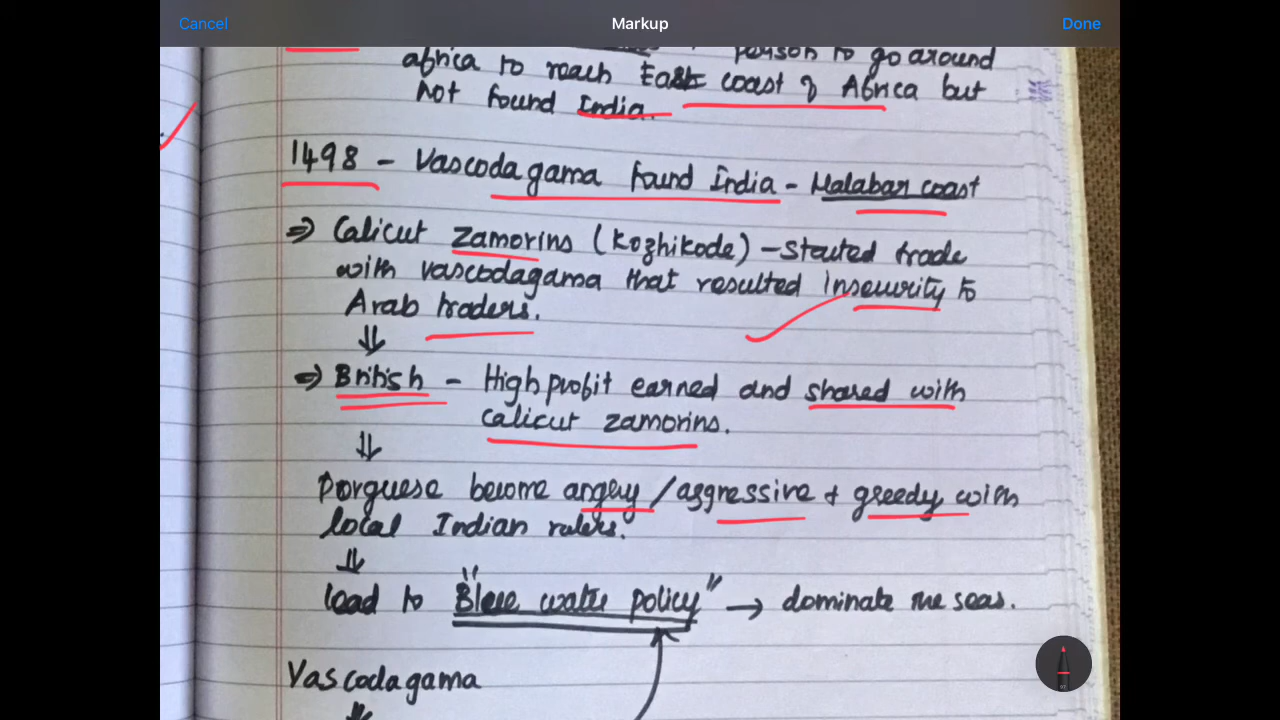 Cancel Markup Done
person to go around
africa to reach East coast of Africa but
not found India.
1498 - Vascodagama found India - Malabar coast
⇒ Calicut Zamorins (Kozhikode) - started trade
with vascodagama that resulted insecurity to
Arab traders.
⇓
⇒ British - High profit earned and shared with
calicut zamorins.
⇓
Porguese become angry / aggressive + greedy with
local Indian rulers.
⇓
lead to "Blue water policy" → dominate the seas.
Vascodagama